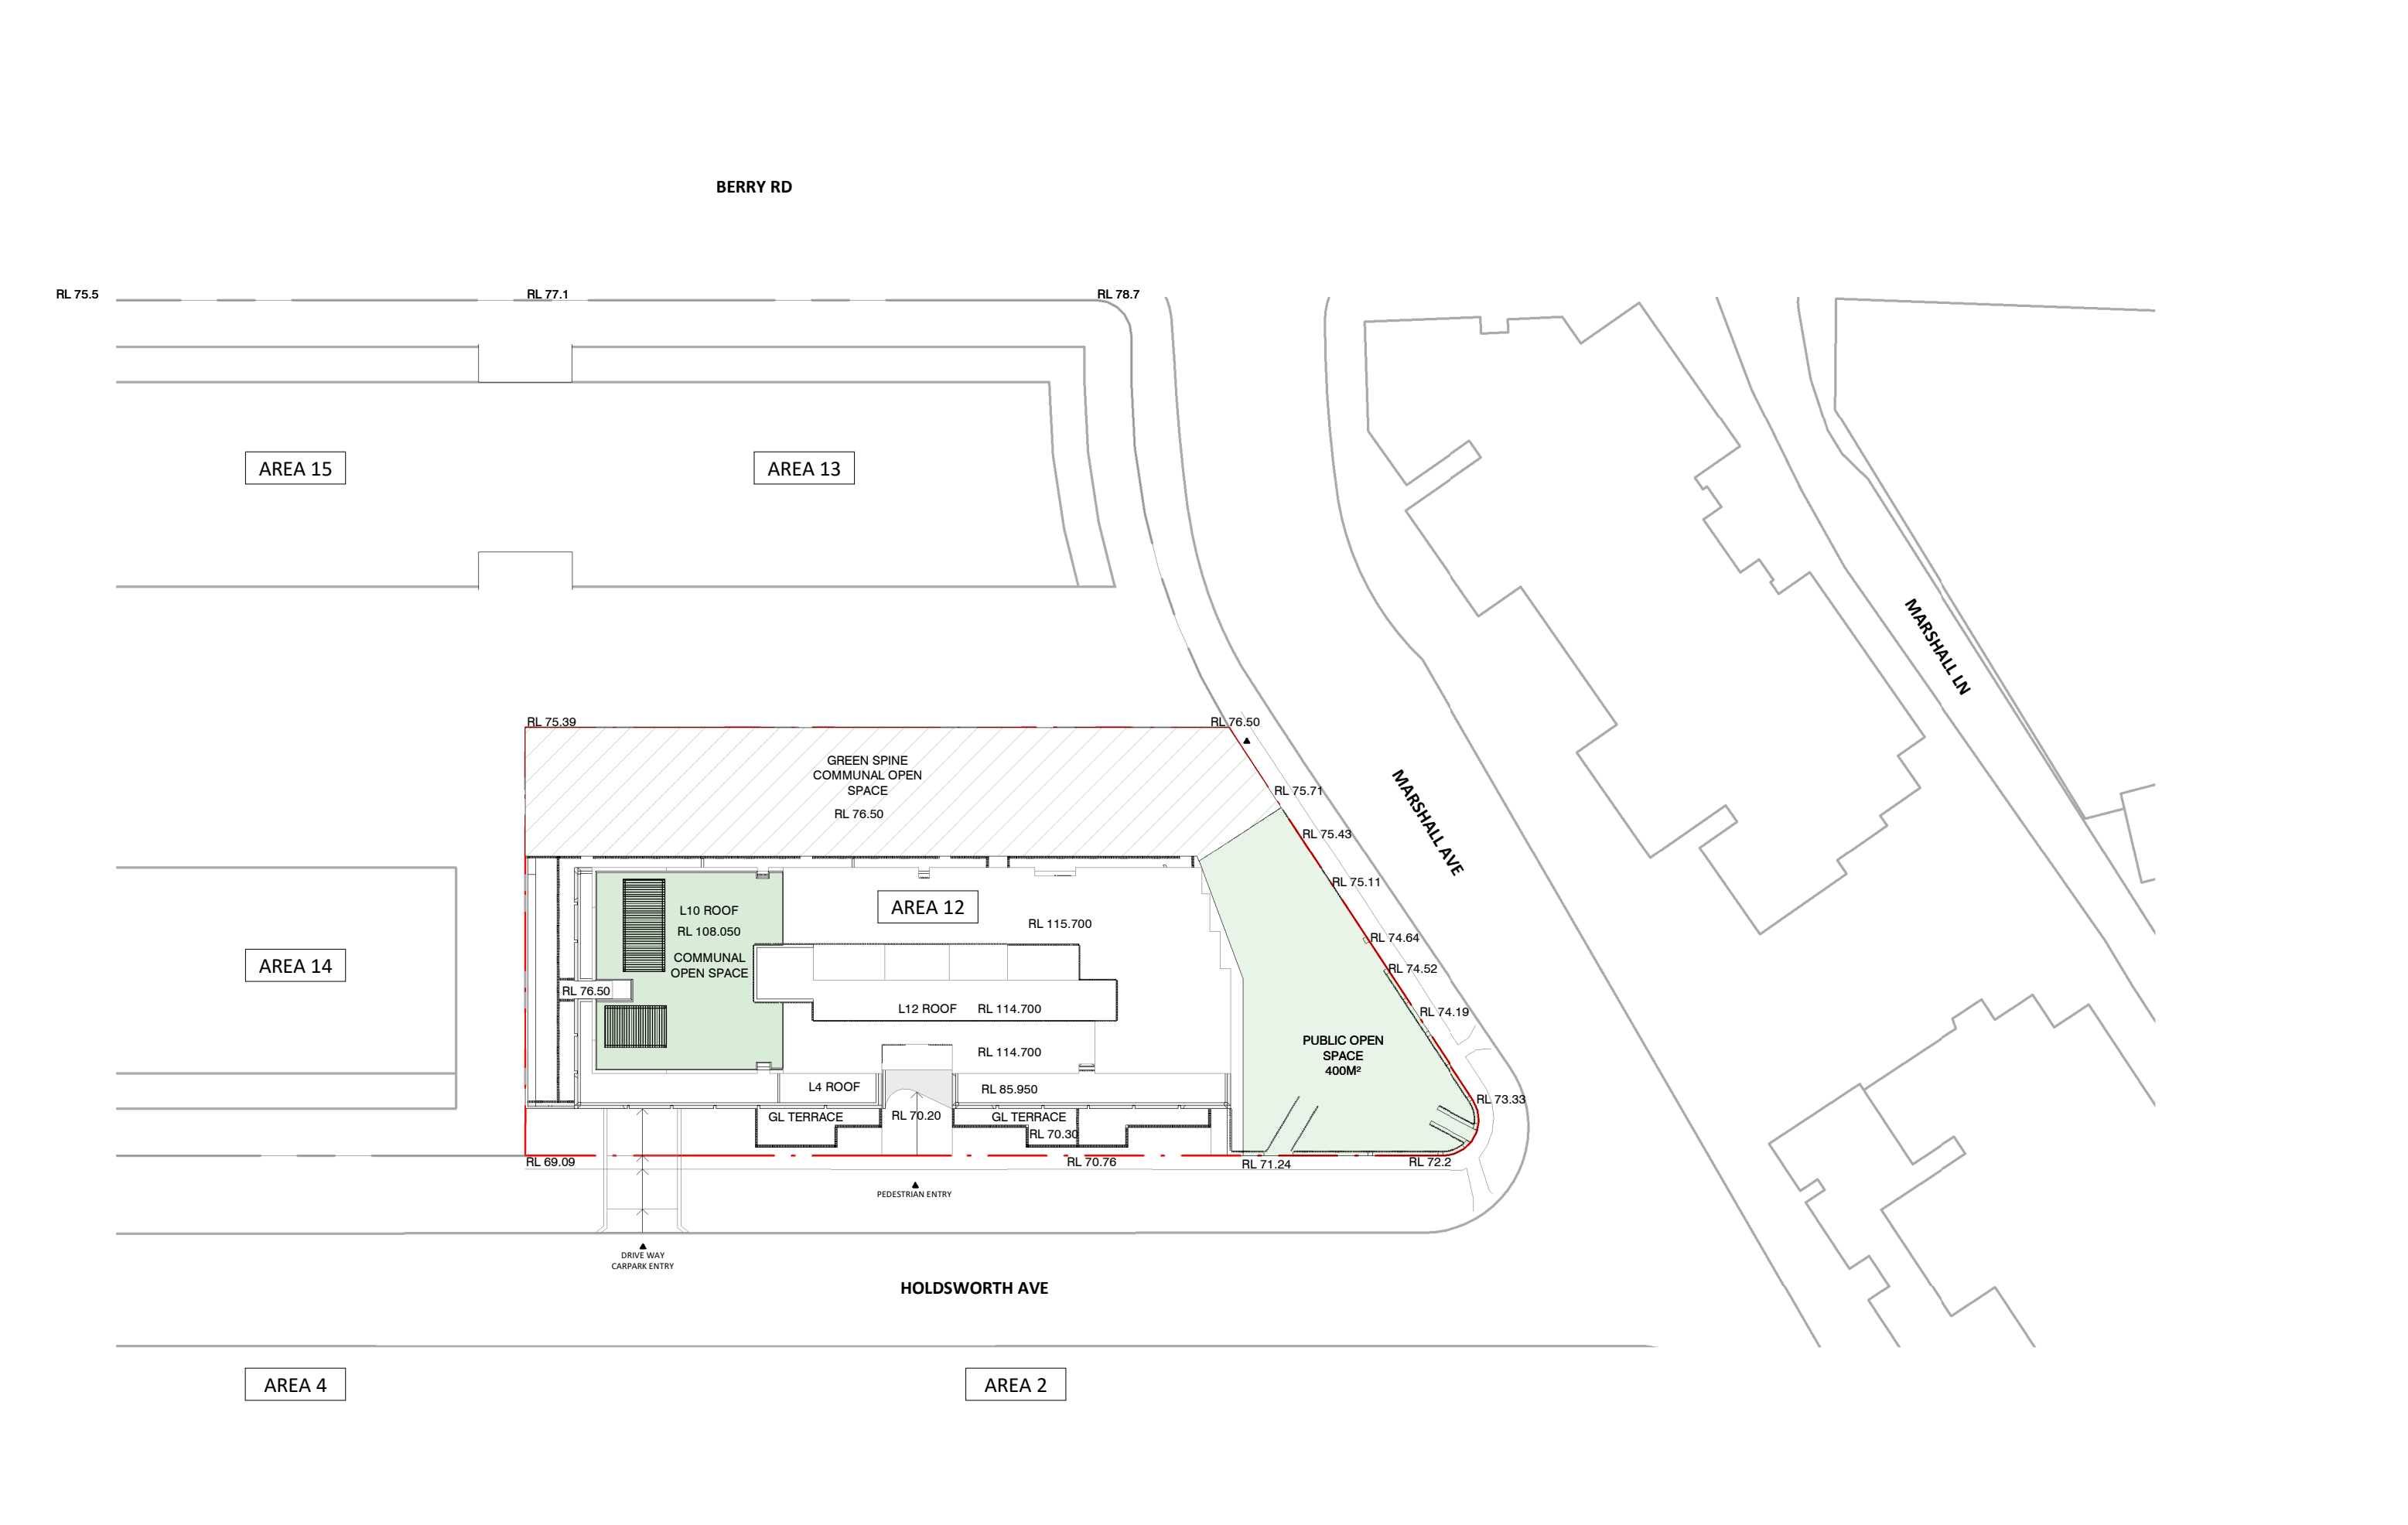 BERRY RD
RL 75.5
RL 77.1
RL 78.7
AREA 15
AREA 13
MARSHALL LN
RL 75.39
RL 76.50
GREEN SPINE
COMMUNAL OPEN
SPACE
RL 76.50
RL 75.71
RL 75.43
MARSHALL AVE
RL 75.11
AREA 12
L10 ROOF
RL 108.050
RL 115.700
RL 74.64
COMMUNAL
OPEN SPACE
AREA 14
RL 74.52
RL 76.50
L12 ROOF
RL 114.700
RL 74.19
PUBLIC OPEN
SPACE
400M²
RL 114.700
L4 ROOF
RL 85.950
RL 73.33
GL TERRACE
RL 70.20
GL TERRACE
RL 70.30
RL 69.09
RL 70.76
RL 71.24
RL 72.2
PEDESTRIAN ENTRY
DRIVE WAY
CARPARK ENTRY
HOLDSWORTH AVE
AREA 4
AREA 2